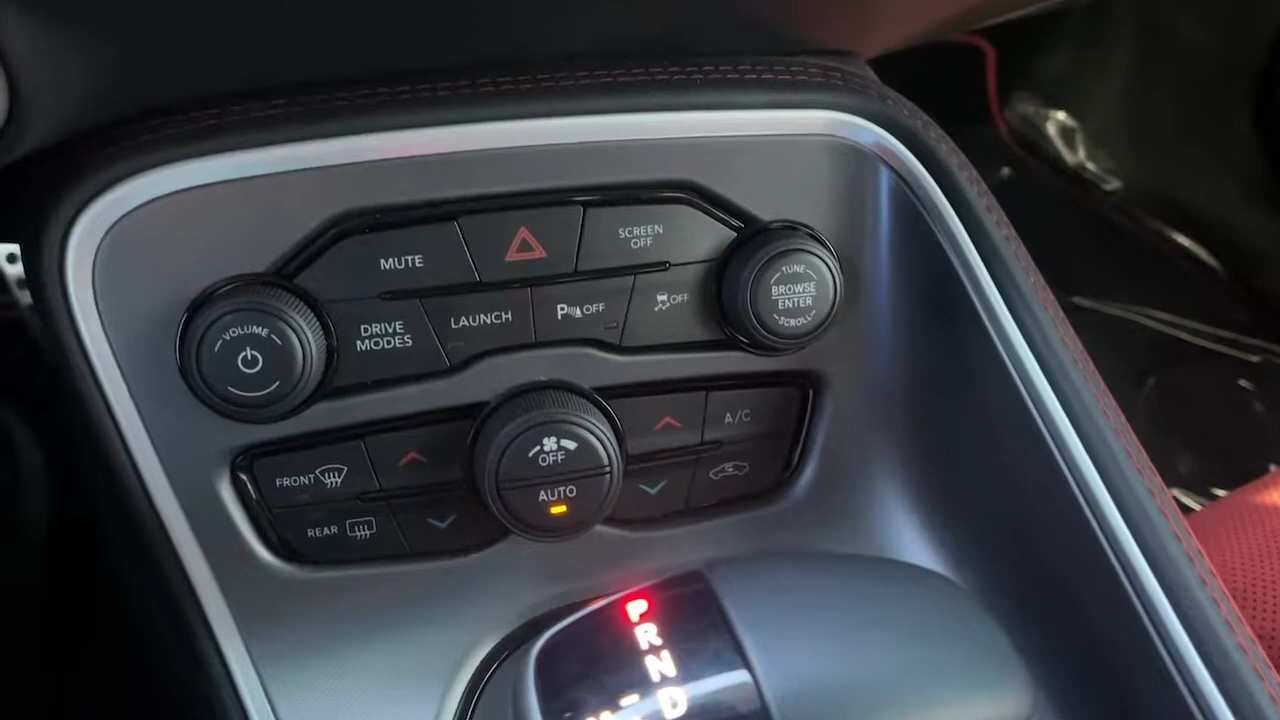 MUTE
SCREEN
OFF
VOLUME
DRIVE
MODES
LAUNCH
P OFF
OFF
TUNE
BROWSE
ENTER
SCROLL
FRONT
REAR
OFF
AUTO
A/C
P
R
N
D